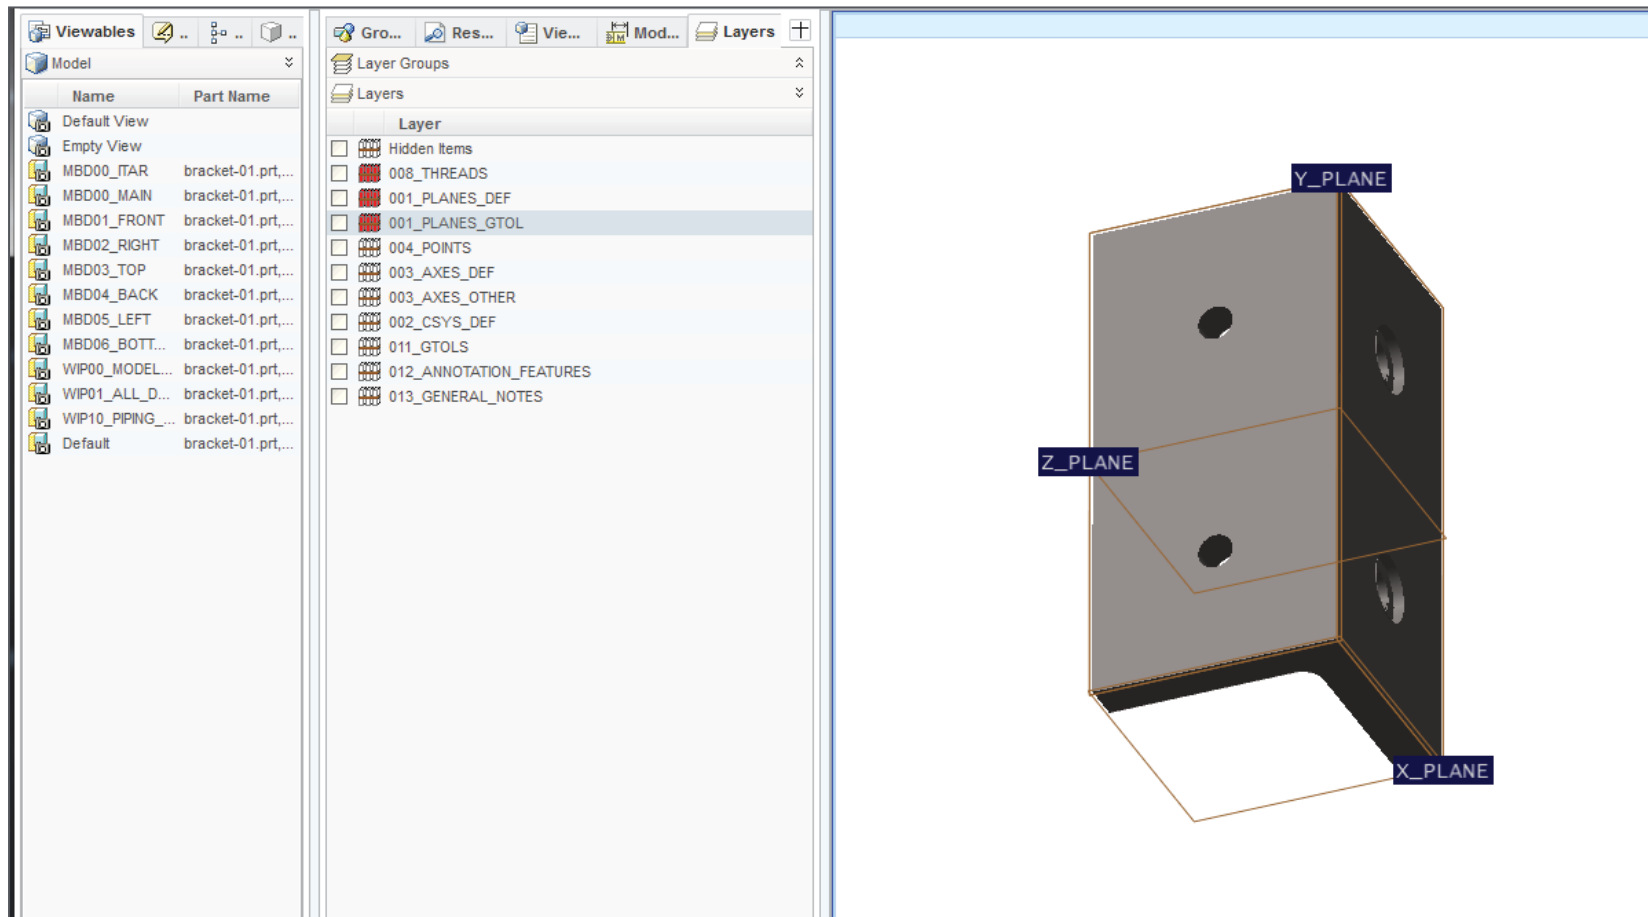 Viewables .. .. ..
Model
Name Part Name
Default View
Empty View
MBD00_ITAR bracket-01.prt,...
MBD00_MAIN bracket-01.prt,...
MBD01_FRONT bracket-01.prt,...
MBD02_RIGHT bracket-01.prt,...
MBD03_TOP bracket-01.prt,...
MBD04_BACK bracket-01.prt,...
MBD05_LEFT bracket-01.prt,...
MBD06_BOTT... bracket-01.prt,...
WIP00_MODEL... bracket-01.prt,...
WIP01_ALL_D... bracket-01.prt,...
WIP10_PIPING_... bracket-01.prt,...
Default bracket-01.prt,...
Gro... Res... Vie... Mod... Layers
Layer Groups
Layers
Layer
Hidden Items
008_THREADS
001_PLANES_DEF
001_PLANES_GTOL
004_POINTS
003_AXES_DEF
003_AXES_OTHER
002_CSYS_DEF
011_GTOLS
012_ANNOTATION_FEATURES
013_GENERAL_NOTES
Y_PLANE
Z_PLANE
X_PLANE